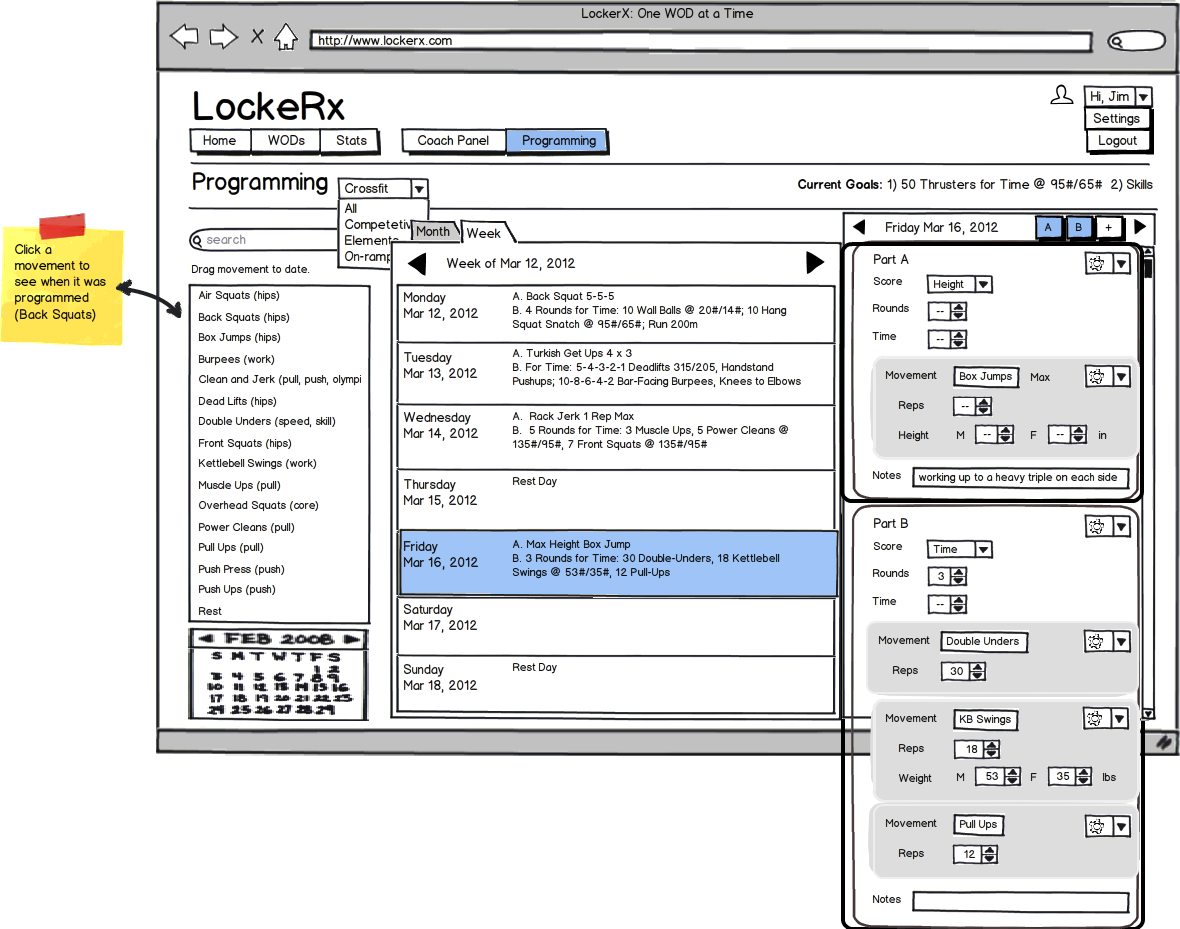 LockerX: One WOD at a Time
http://www.lockerx.com
LockeRx
Hi, Jim
Settings
Logout
Home WODs Stats Coach Panel Programming
Programming
Crossfit
All
Competetiv
Elements
On-ramp
Current Goals: 1) 50 Thrusters for Time @ 95#/65# 2) Skills
Click a
movement to
see when it was
programmed
(Back Squats)
search
Drag movement to date.
Air Squats (hips)
Back Squats (hips)
Box Jumps (hips)
Burpees (work)
Clean and Jerk (pull, push, olympi
Dead Lifts (hips)
Double Unders (speed, skill)
Front Squats (hips)
Kettlebell Swings (work)
Muscle Ups (pull)
Overhead Squats (core)
Power Cleans (pull)
Pull Ups (pull)
Push Press (push)
Push Ups (push)
Rest
FEB 2008
S M T W T F S
1 2
3 4 5 6 7 8 9
10 11 12 13 14 15 16
17 18 19 20 21 22 23
24 25 26 27 28 29
Month Week
Week of Mar 12, 2012
Monday
Mar 12, 2012
A. Back Squat 5-5-5
B. 4 Rounds for Time: 10 Wall Balls @ 20#/14#; 10 Hang
Squat Snatch @ 95#/65#; Run 200m
Tuesday
Mar 13, 2012
A. Turkish Get Ups 4 x 3
B. For Time: 5-4-3-2-1 Deadlifts 315/205, Handstand
Pushups; 10-8-6-4-2 Bar-Facing Burpees, Knees to Elbows
Wednesday
Mar 14, 2012
A. Rack Jerk 1 Rep Max
B. 5 Rounds for Time: 3 Muscle Ups, 5 Power Cleans @
135#/95#, 7 Front Squats @ 135#/95#
Thursday
Mar 15, 2012
Rest Day
Friday
Mar 16, 2012
A. Max Height Box Jump
B. 3 Rounds for Time: 30 Double-Unders, 18 Kettlebell
Swings @ 53#/35#, 12 Pull-Ups
Saturday
Mar 17, 2012
Sunday
Mar 18, 2012
Rest Day
Friday Mar 16, 2012 A B +
Part A
Score Height
Rounds --
Time --
Movement Box Jumps Max
Reps --
Height M -- F -- in
Notes working up to a heavy triple on each side
Part B
Score Time
Rounds 3
Time --
Movement Double Unders
Reps 30
Movement KB Swings
Reps 18
Weight M 53 F 35 lbs
Movement Pull Ups
Reps 12
Notes